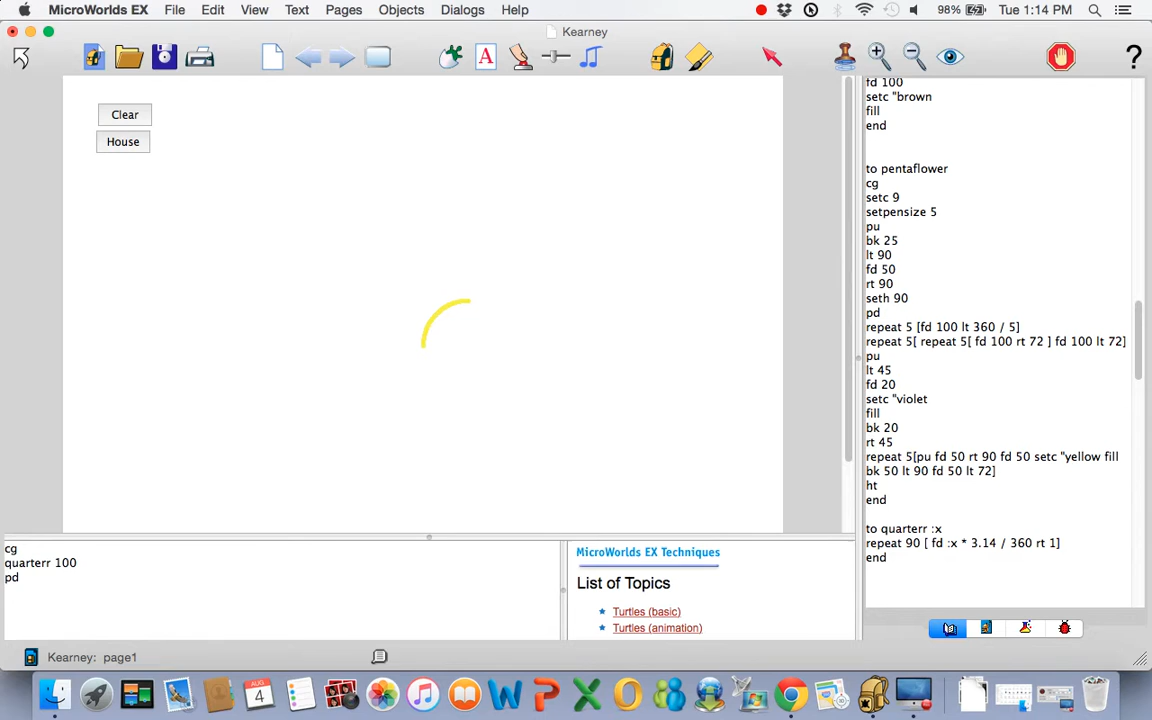 MicroWorlds EX File Edit View Text Pages Objects Dialogs Help 98% Tue 1:14 PM
Kearney
A ?
Clear
House
fd 100
setc "brown
fill
end
to pentaflower
cg
setc 9
setpensize 5
pu
bk 25
lt 90
fd 50
rt 90
seth 90
pd
repeat 5 [fd 100 lt 360 / 5]
repeat 5[ repeat 5[ fd 100 rt 72 ] fd 100 lt 72]
pu
lt 45
fd 20
setc "violet
fill
bk 20
rt 45
repeat 5[pu fd 50 rt 90 fd 50 setc "yellow fill
bk 50 lt 90 fd 50 lt 72]
ht
end
to quarterr :x
repeat 90 [ fd :x * 3.14 / 360 rt 1]
end
cg
quarterr 100
pd
MicroWorlds EX Techniques
List of Topics
Turtles (basic)
Turtles (animation)
Kearney: page1
AUG
4
W P X O